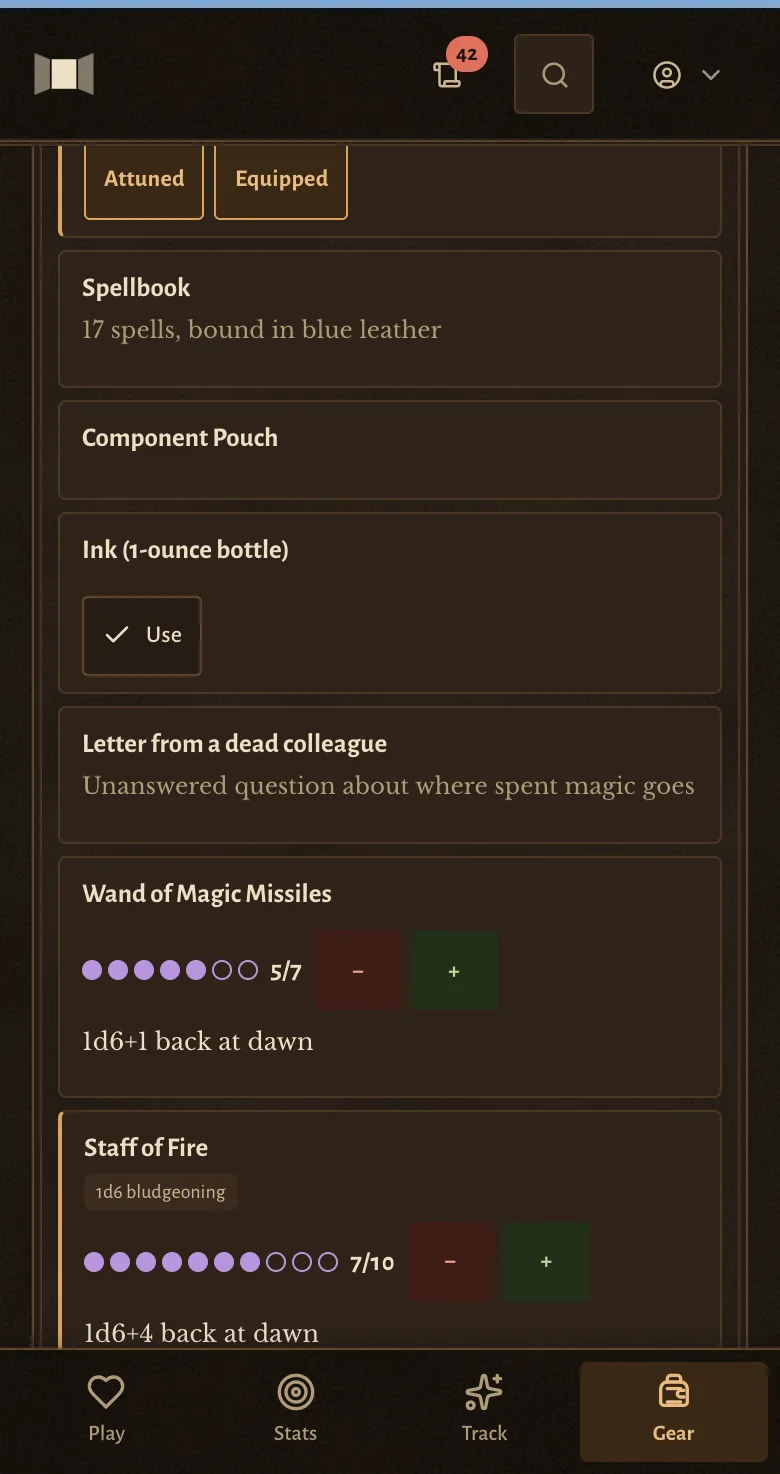 42
Attuned Equipped
Spellbook
17 spells, bound in blue leather
Component Pouch
Ink (1-ounce bottle)
Use
Letter from a dead colleague
Unanswered question about where spent magic goes
Wand of Magic Missiles
5/7 − +
1d6+1 back at dawn
Staff of Fire
1d6 bludgeoning
7/10 − +
1d6+4 back at dawn
Play Stats Track Gear